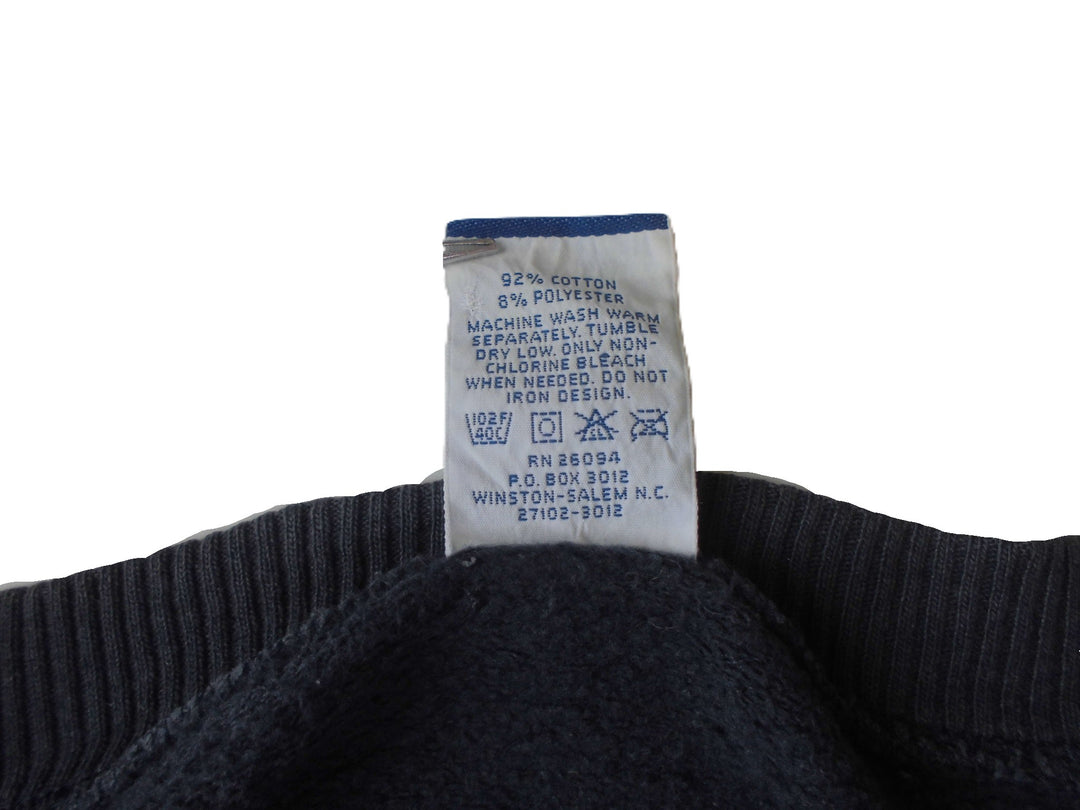 92% COTTON
8% POLYESTER
MACHINE WASH WARM
SEPARATELY. TUMBLE
DRY LOW. ONLY NON-
CHLORINE BLEACH
WHEN NEEDED. DO NOT
IRON DESIGN.
102F
40C CL
RN 26094
P.O. BOX 3012
WINSTON-SALEM N.C.
27102-3012